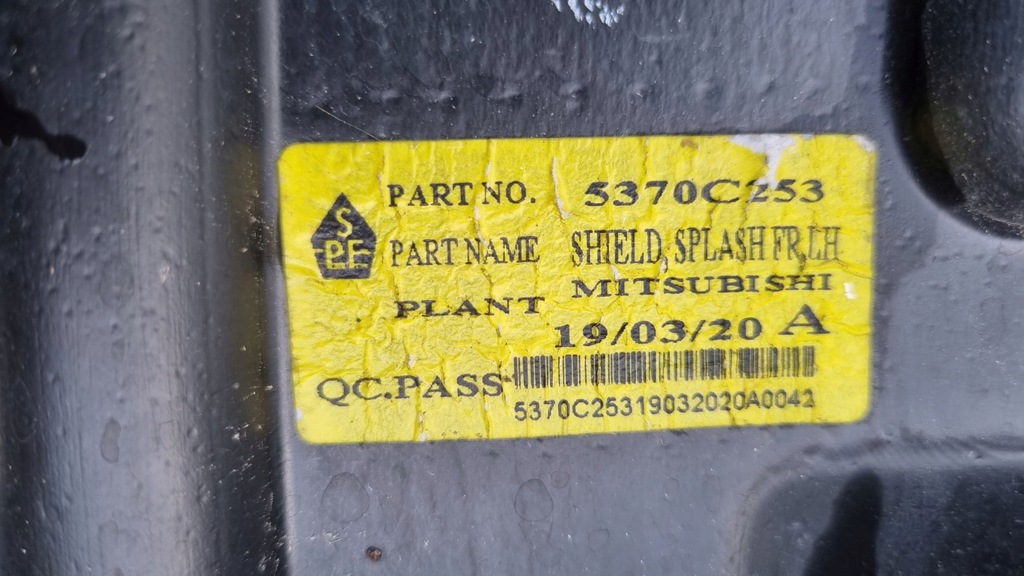 S
P.F
PART NO. 5370C253
PART NAME SHIELD, SPLASH FR,LH
PLANT MITSUBISHI
19/03/20 A
QC.PASS
5370C25319032020A0042